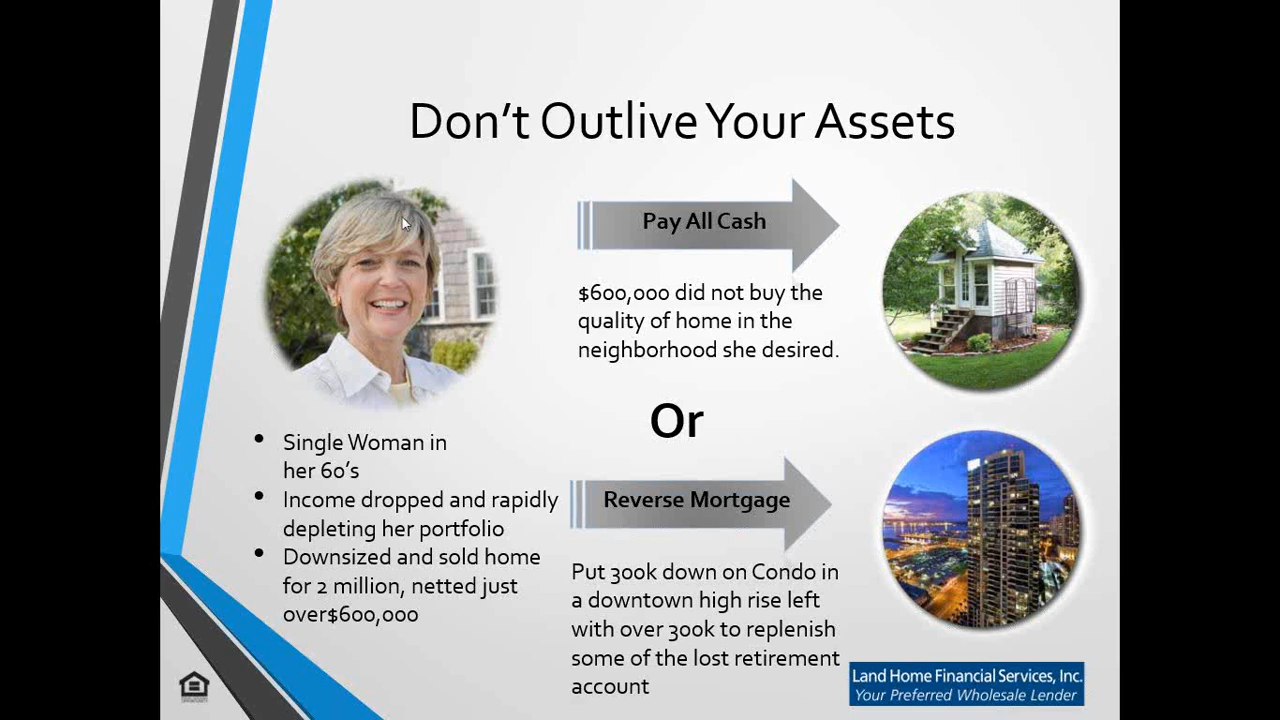 Don't Outlive Your Assets
Pay All Cash
$600,000 did not buy the
quality of home in the
neighborhood she desired.
Or
• Single Woman in
her 60's
• Income dropped and rapidly
depleting her portfolio
• Downsized and sold home
for 2 million, netted just
over$600,000
Reverse Mortgage
Put 300k down on Condo in
a downtown high rise left
with over 300k to replenish
some of the lost retirement
account
Land Home Financial Services, Inc.
Your Preferred Wholesale Lender